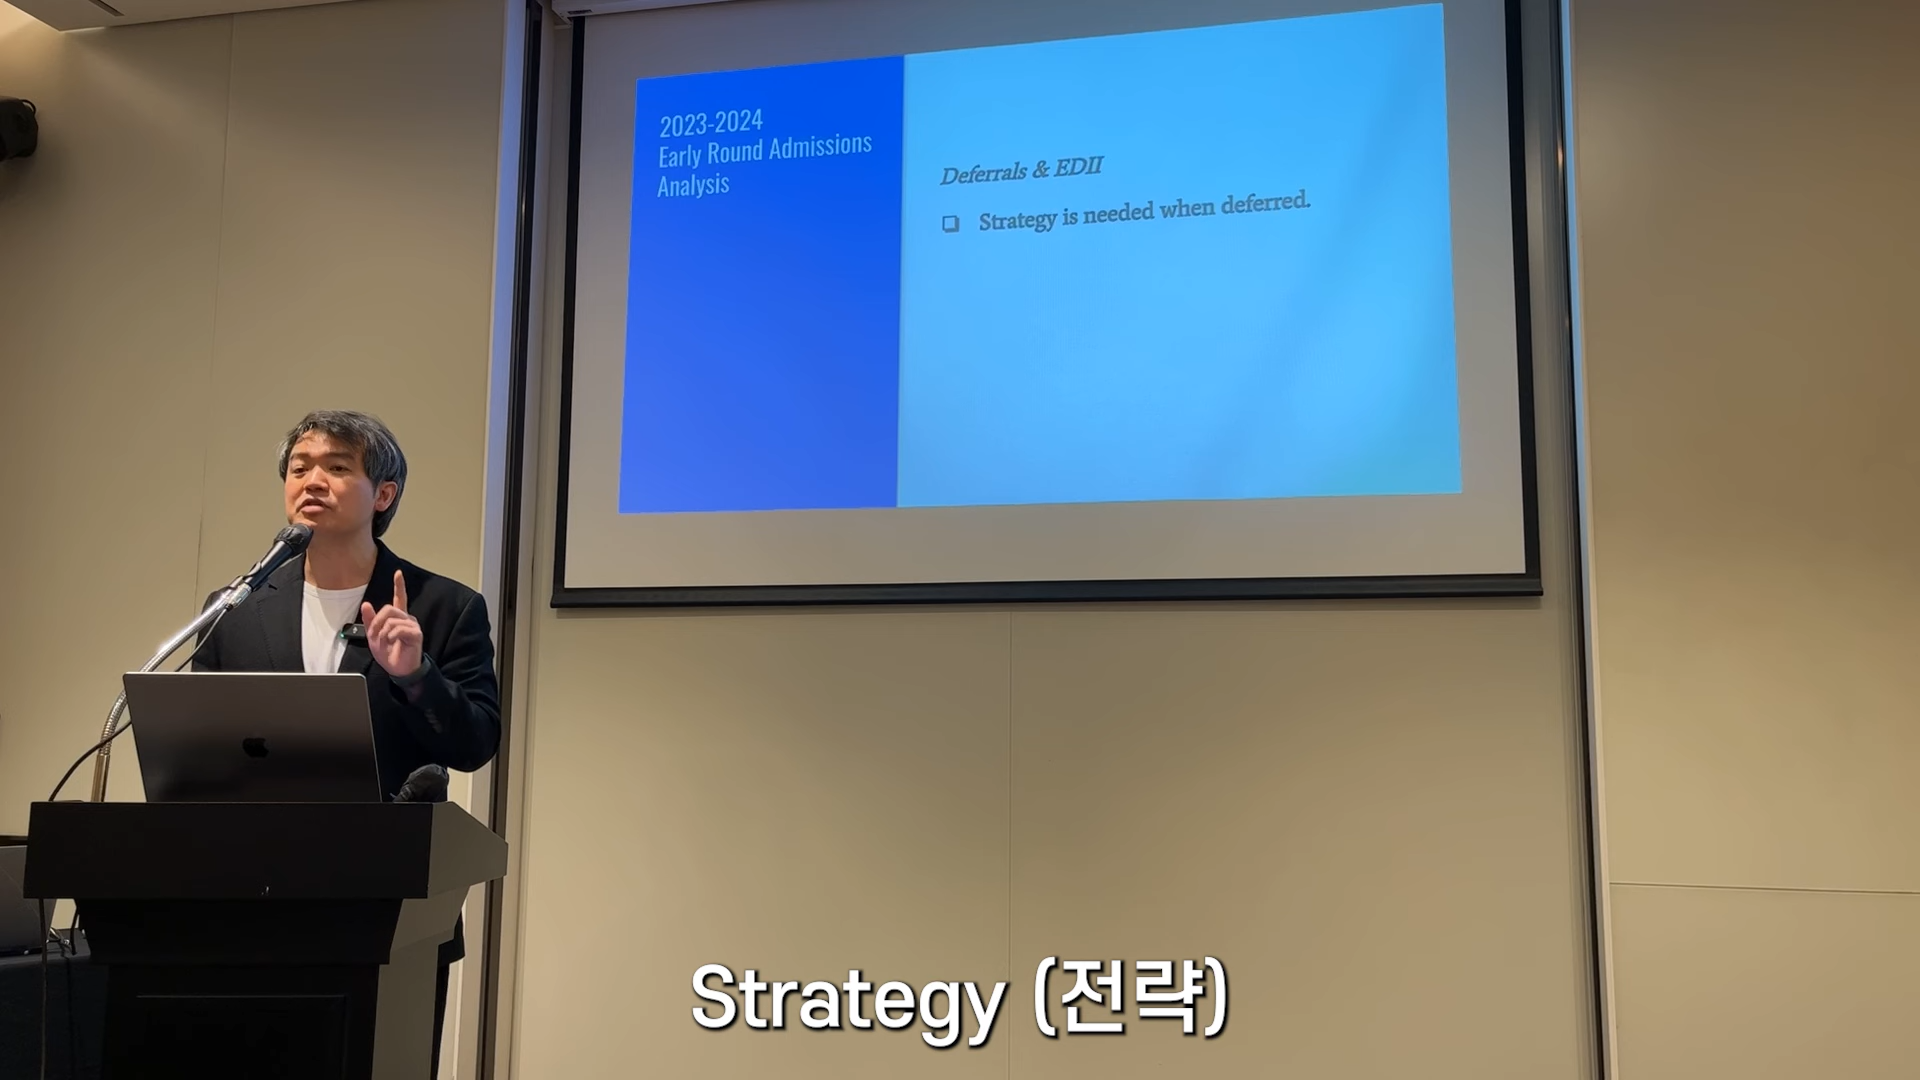 2023-2024
Early Round Admissions
Analysis
Deferrals & EDII
Strategy is needed when deferred.
Strategy (전략)